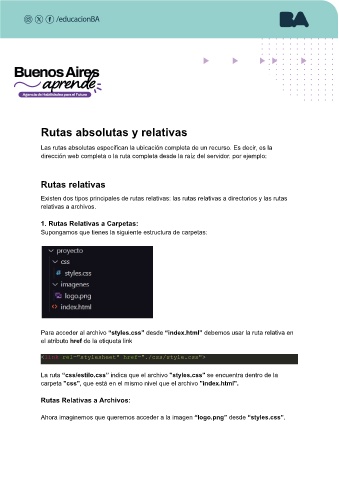 /educacionBA
BA
Buenos Aires
aprende
Agencia de Habilidades para el Futuro
Rutas absolutas y relativas
Las rutas absolutas especifican la ubicación completa de un recurso. Es decir, es la
dirección web completa o la ruta completa desde la raíz del servidor. por ejemplo:
Rutas relativas
Existen dos tipos principales de rutas relativas: las rutas relativas a directorios y las rutas
relativas a archivos.
1. Rutas Relativas a Carpetas:
Supongamos que tienes la siguiente estructura de carpetas:
proyecto
css
# styles.css
imagenes
logo.png
<> index.html
Para acceder al archivo “styles.css” desde “index.html” debemos usar la ruta relativa en
el atributo href de la etiqueta link
<link rel="stylesheet" href="./css/style.css">
La ruta “css/estilo.css” indica que el archivo "styles.css" se encuentra dentro de la
carpeta "css", que está en el mismo nivel que el archivo "index.html".
Rutas Relativas a Archivos:
Ahora imaginemos que queremos acceder a la imagen “logo.png” desde “styles.css”.